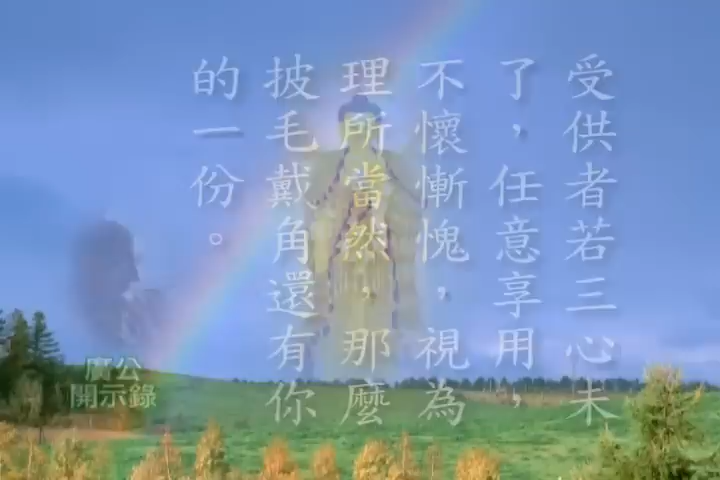 受供者若三心未
了，任意享用，
不懷慚愧，視為
理所當然，那麼
披毛戴角還有你
的一份。
廣公
開示錄